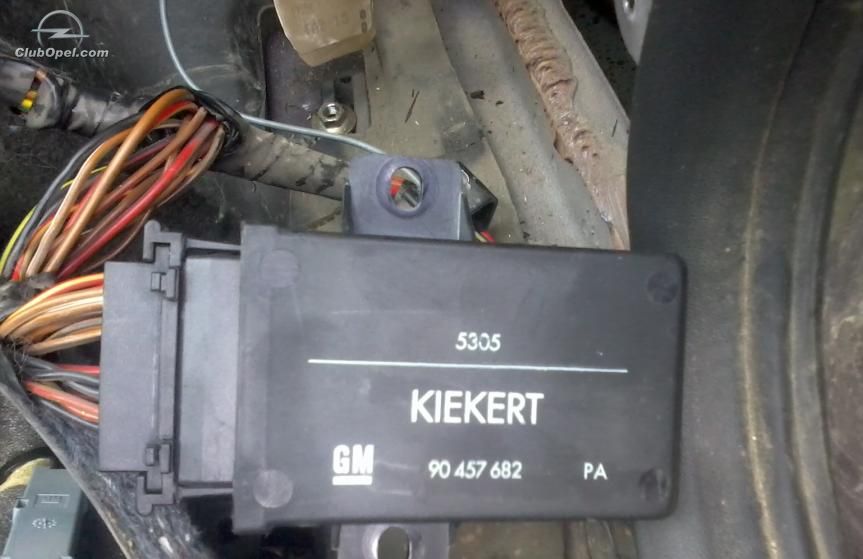 ClubOpel.com
5305
KIEKERT
GM
90 457 682 PA